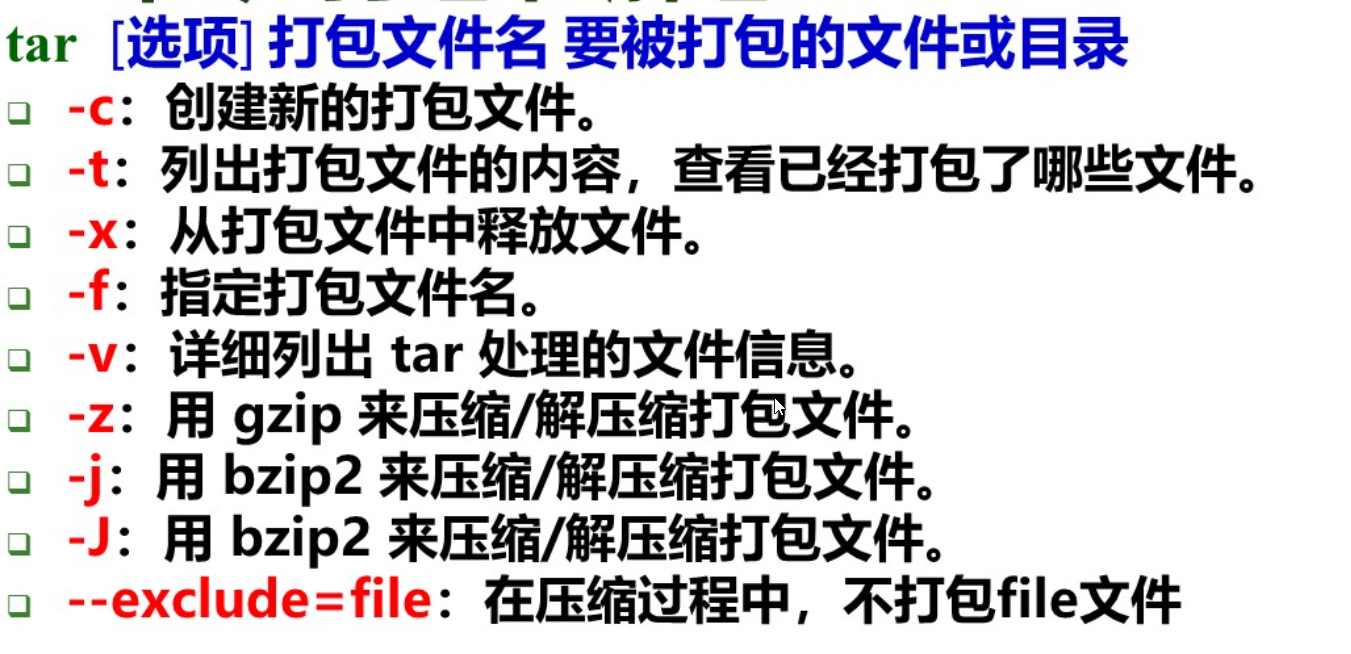 tar [选项] 打包文件名 要被打包的文件或目录
-c：创建新的打包文件。
-t：列出打包文件的内容，查看已经打包了哪些文件。
-x：从打包文件中释放文件。
-f：指定打包文件名。
-v：详细列出 tar 处理的文件信息。
-z：用 gzip 来压缩/解压缩打包文件。
-j：用 bzip2 来压缩/解压缩打包文件。
-J：用 bzip2 来压缩/解压缩打包文件。
--exclude=file：在压缩过程中，不打包file文件